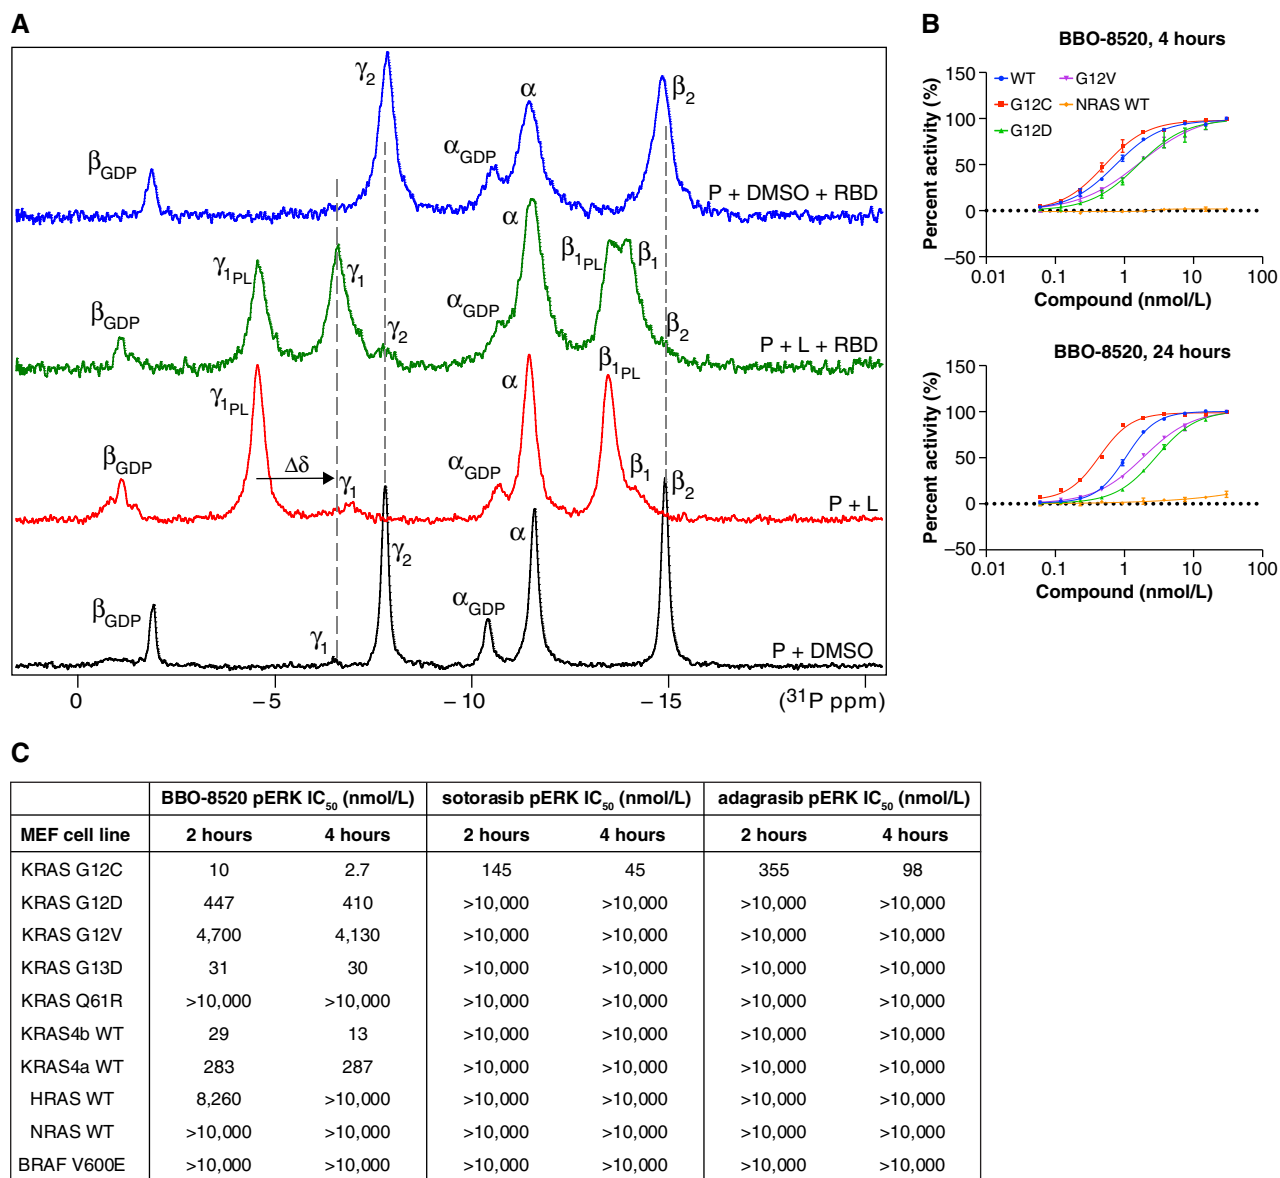 A
γ2 α β2
βGDP αGDP
P + DMSO + RBD
γ1PL γ1 α β1PL β1
βGDP γ2 αGDP β2
P + L + RBD
γ1PL α β1PL
βGDP Δδ γ1 αGDP β1 β2
P + L
γ2 α
βGDP γ1 αGDP
P + DMSO
0 −5 −10 −15 (³¹P ppm)
B
BBO-8520, 4 hours
Percent activity (%)
150
100
50
0
−50
WT G12V
G12C NRAS WT
G12D
0.01 0.1 1 10 100
Compound (nmol/L)
BBO-8520, 24 hours
Percent activity (%)
150
100
50
0
−50
0.01 0.1 1 10 100
Compound (nmol/L)
C
BBO-8520 pERK IC50 (nmol/L) sotorasib pERK IC50 (nmol/L) adagrasib pERK IC50 (nmol/L)
MEF cell line 2 hours 4 hours 2 hours 4 hours 2 hours 4 hours
KRAS G12C 10 2.7 145 45 355 98
KRAS G12D 447 410 >10,000 >10,000 >10,000 >10,000
KRAS G12V 4,700 4,130 >10,000 >10,000 >10,000 >10,000
KRAS G13D 31 30 >10,000 >10,000 >10,000 >10,000
KRAS Q61R >10,000 >10,000 >10,000 >10,000 >10,000 >10,000
KRAS4b WT 29 13 >10,000 >10,000 >10,000 >10,000
KRAS4a WT 283 287 >10,000 >10,000 >10,000 >10,000
HRAS WT 8,260 >10,000 >10,000 >10,000 >10,000 >10,000
NRAS WT >10,000 >10,000 >10,000 >10,000 >10,000 >10,000
BRAF V600E >10,000 >10,000 >10,000 >10,000 >10,000 >10,000